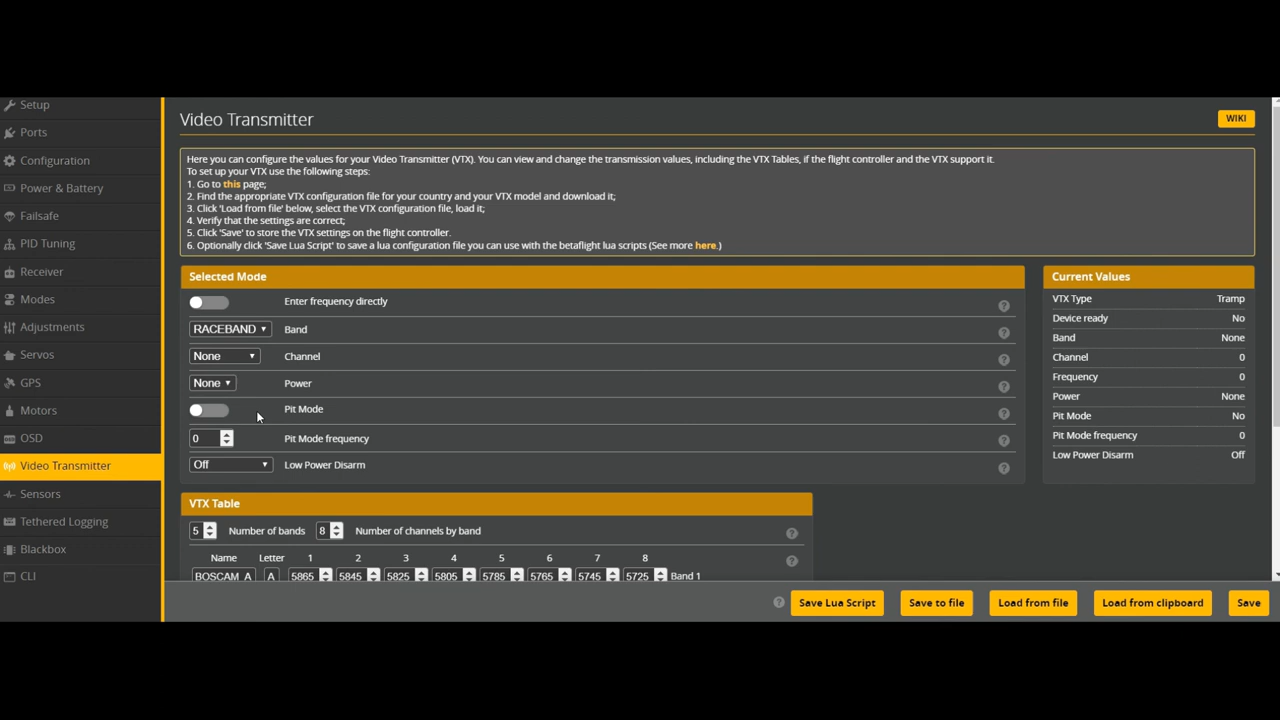 Setup
Ports
Configuration
Power & Battery
Failsafe
PID Tuning
Receiver
Modes
Adjustments
Servos
GPS
Motors
OSD
Video Transmitter
Sensors
Tethered Logging
Blackbox
CLI
Video Transmitter
WIKI
Here you can configure the values for your Video Transmitter (VTX). You can view and change the transmission values, including the VTX Tables, if the flight controller and the VTX support it.
To set up your VTX use the following steps:
1. Go to this page;
2. Find the appropriate VTX configuration file for your country and your VTX model and download it;
3. Click 'Load from file' below, select the VTX configuration file, load it;
4. Verify that the settings are correct;
5. Click 'Save' to store the VTX settings on the flight controller.
6. Optionally click 'Save Lua Script' to save a lua configuration file you can use with the betaflight lua scripts (See more here.)
Selected Mode
Enter frequency directly
RACEBAND Band
None Channel
None Power
Pit Mode
0 Pit Mode frequency
Off Low Power Disarm
Current Values
VTX Type Tramp
Device ready No
Band None
Channel 0
Frequency 0
Power None
Pit Mode No
Pit Mode frequency 0
Low Power Disarm Off
VTX Table
5 Number of bands 8 Number of channels by band
Name Letter 1 2 3 4 5 6 7 8
BOSCAM_A A 5865 5845 5825 5805 5785 5765 5745 5725 Band 1
Save Lua Script Save to file Load from file Load from clipboard Save